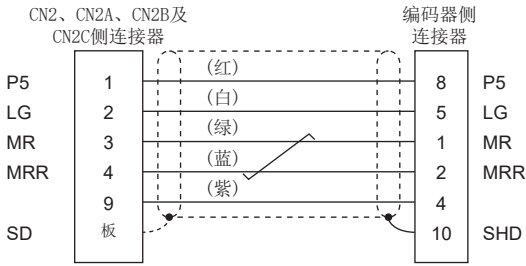 CN2、CN2A、CN2B及
CN2C侧连接器
编码器侧
连接器
P5 1 (红) 8 P5
LG 2 (白) 5 LG
MR 3 (绿) 1 MR
MRR 4 (蓝) 2 MRR
9 (紫) 4
SD 板 10 SHD